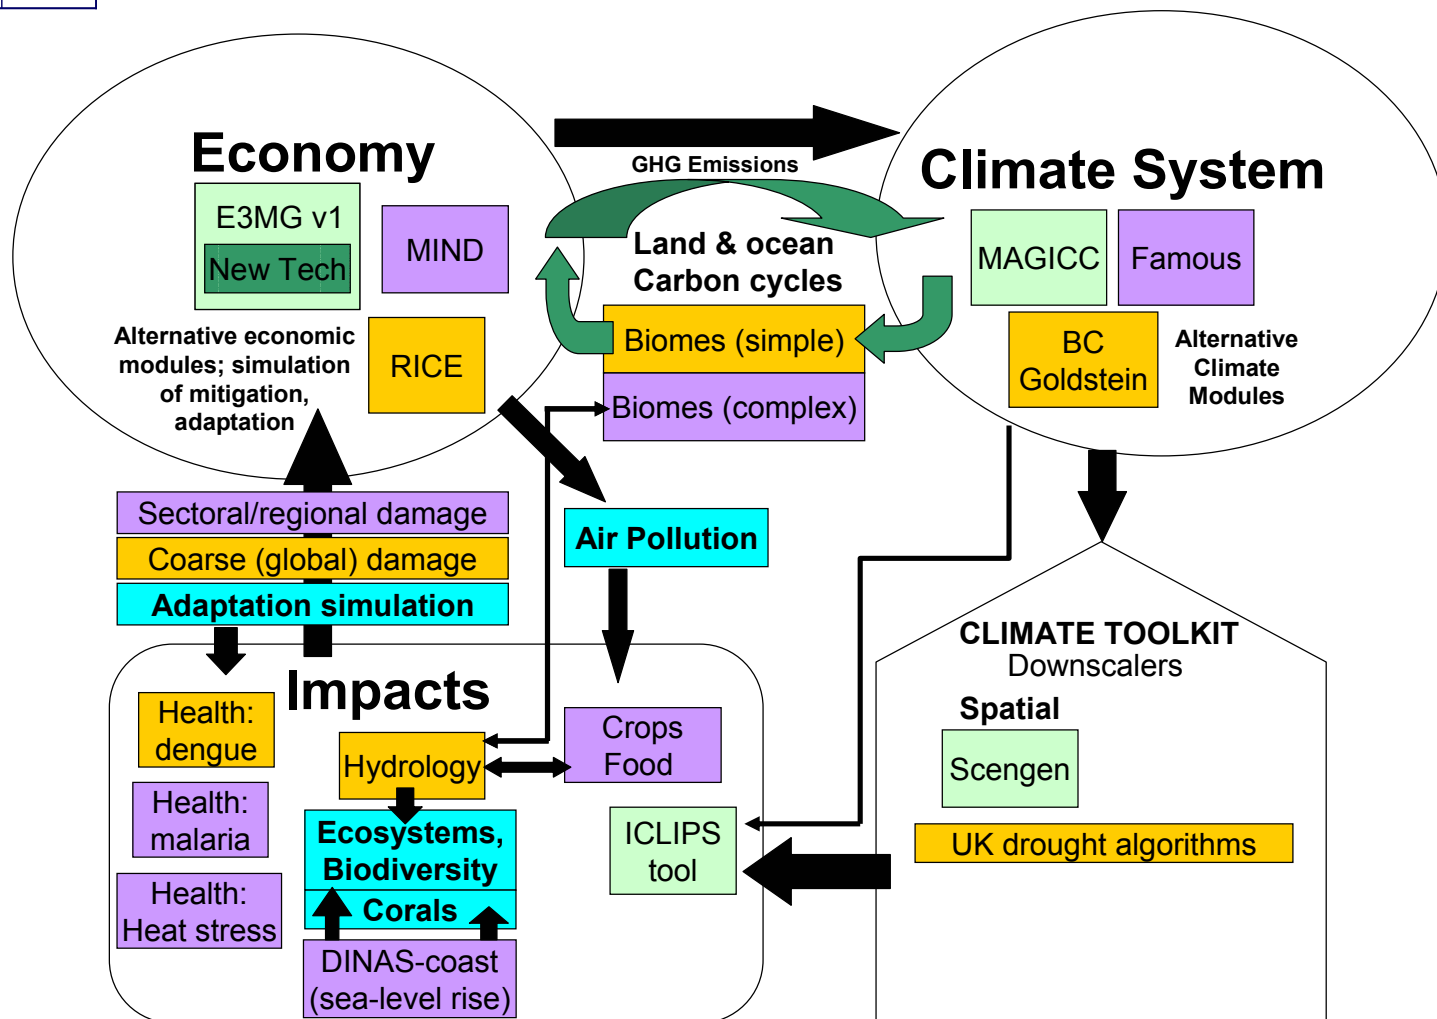 Economy
E3MG v1
New Tech
MIND
Alternative economic
modules; simulation
of mitigation,
adaptation
RICE
GHG Emissions
Land & ocean
Carbon cycles
Biomes (simple)
Biomes (complex)
Climate System
MAGICC
Famous
BC
Goldstein
Alternative
Climate
Modules
Sectoral/regional damage
Coarse (global) damage
Adaptation simulation
Air Pollution
Impacts
Health:
dengue
Health:
malaria
Health:
Heat stress
Hydrology
Crops
Food
Ecosystems,
Biodiversity
Corals
DINAS-coast
(sea-level rise)
ICLIPS
tool
CLIMATE TOOLKIT
Downscalers
Spatial
Scengen
UK drought algorithms